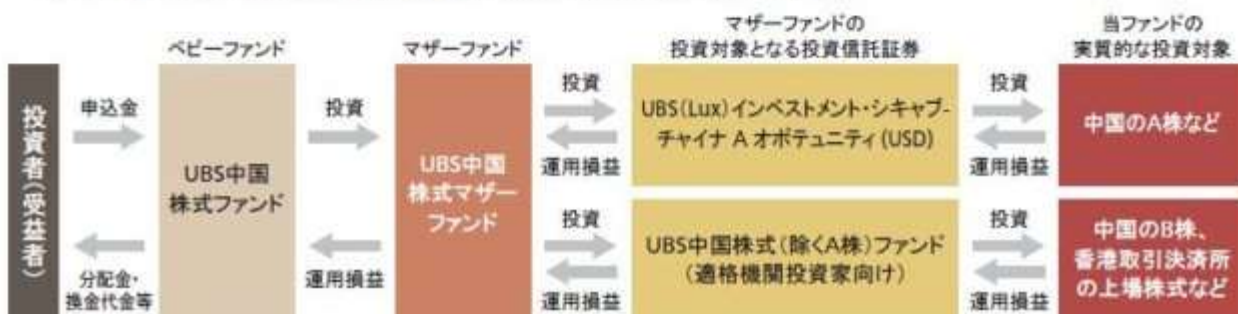 ベビーファンド
マザーファンド
マザーファンドの
投資対象となる投資信託証券
当ファンドの
実質的な投資対象
投資者(受益者)
申込金
分配金・
換金代金等
UBS中国
株式ファンド
投資
運用損益
UBS中国
株式マザー
ファンド
投資
運用損益
UBS(Lux)インベストメント・シキャブ-
チャイナ A オポテュニティ(USD)
投資
運用損益
中国のA株など
投資
運用損益
UBS中国株式(除くA株)ファンド
(適格機関投資家向け)
投資
運用損益
中国のB株、
香港取引決済所
の上場株式など